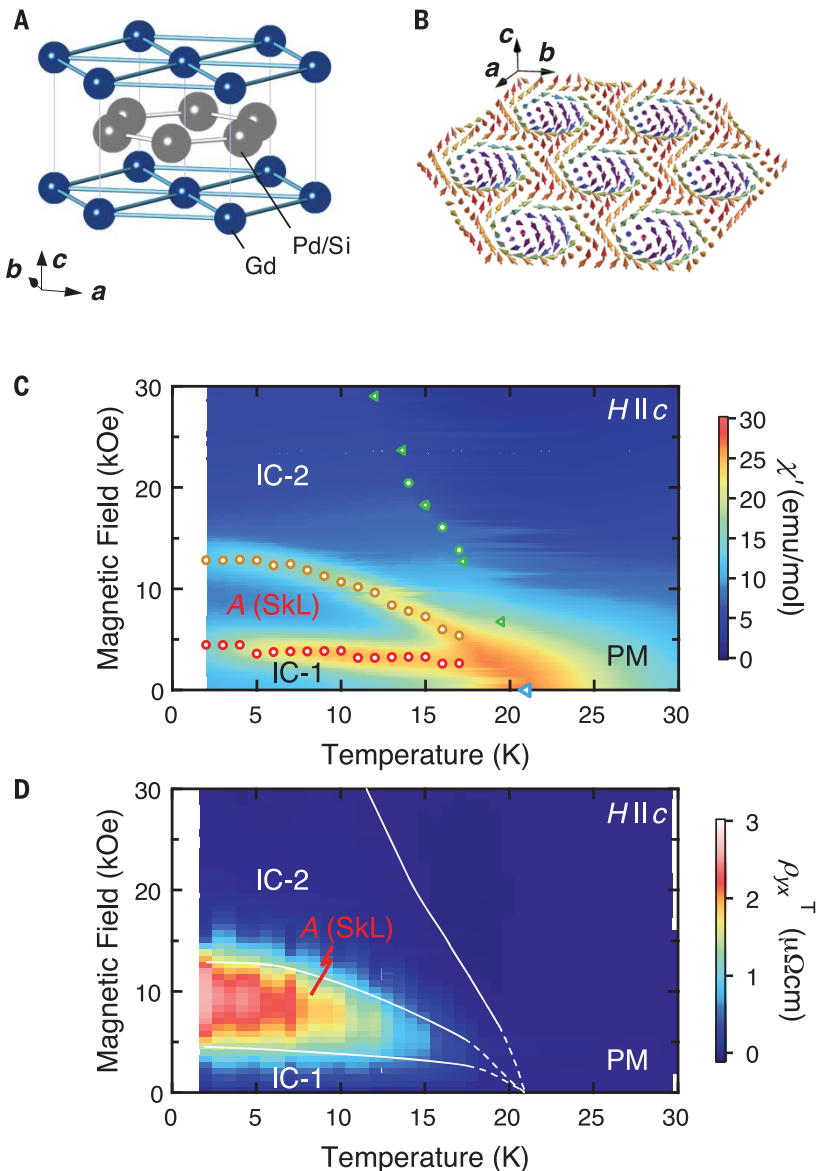 A
Pd/Si
Gd
b
c
a
B
c
a
b
C
30
20
10
0
Magnetic Field (kOe)
H II c
IC-2
A (SkL)
IC-1
PM
0
5
10
15
20
25
30
Temperature (K)
30
25
20
15
10
5
0
χ′ (emu/mol)
D
30
20
10
0
Magnetic Field (kOe)
H II c
IC-2
A (SkL)
IC-1
PM
0
5
10
15
20
25
30
Temperature (K)
3
2
1
0
ρyxT (μΩcm)